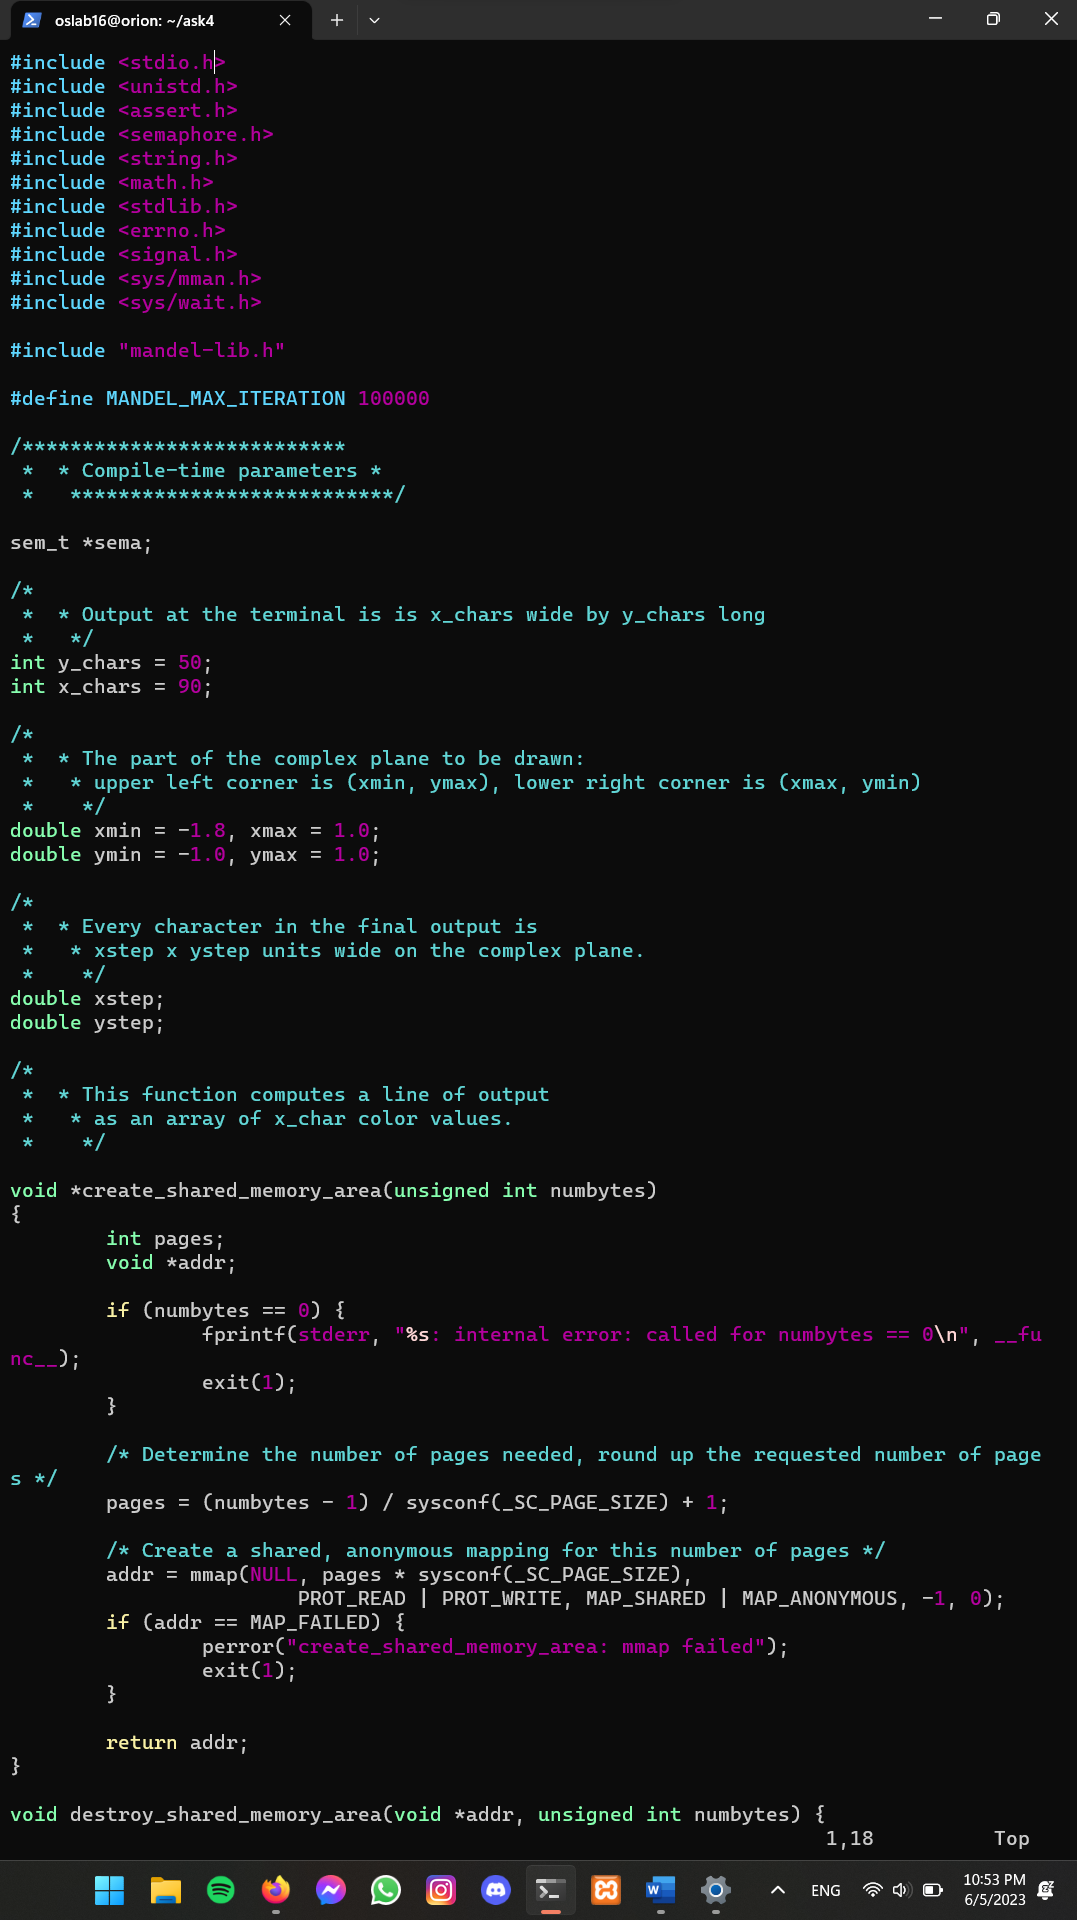 oslab16@orion: ~/ask4
#include <stdio.h>
#include <unistd.h>
#include <assert.h>
#include <semaphore.h>
#include <string.h>
#include <math.h>
#include <stdlib.h>
#include <errno.h>
#include <signal.h>
#include <sys/mman.h>
#include <sys/wait.h>
#include "mandel-lib.h"
#define MANDEL_MAX_ITERATION 100000
/***************************
 *  * Compile-time parameters *
 *   ***************************/
sem_t *sema;
/*
 *  * Output at the terminal is is x_chars wide by y_chars long
 *   */
int y_chars = 50;
int x_chars = 90;
/*
 *  * The part of the complex plane to be drawn:
 *   * upper left corner is (xmin, ymax), lower right corner is (xmax, ymin)
 *    */
double xmin = -1.8, xmax = 1.0;
double ymin = -1.0, ymax = 1.0;
/*
 *  * Every character in the final output is
 *   * xstep x ystep units wide on the complex plane.
 *    */
double xstep;
double ystep;
/*
 *  * This function computes a line of output
 *   * as an array of x_char color values.
 *    */
void *create_shared_memory_area(unsigned int numbytes)
{
        int pages;
        void *addr;
        if (numbytes == 0) {
                fprintf(stderr, "%s: internal error: called for numbytes == 0\n", __fu
nc__);
                exit(1);
        }
        /* Determine the number of pages needed, round up the requested number of page
s */
        pages = (numbytes - 1) / sysconf(_SC_PAGE_SIZE) + 1;
        /* Create a shared, anonymous mapping for this number of pages */
        addr = mmap(NULL, pages * sysconf(_SC_PAGE_SIZE),
                        PROT_READ | PROT_WRITE, MAP_SHARED | MAP_ANONYMOUS, -1, 0);
        if (addr == MAP_FAILED) {
                perror("create_shared_memory_area: mmap failed");
                exit(1);
        }
        return addr;
}
void destroy_shared_memory_area(void *addr, unsigned int numbytes) {
1,18 Top
ENG
10:53 PM
6/5/2023